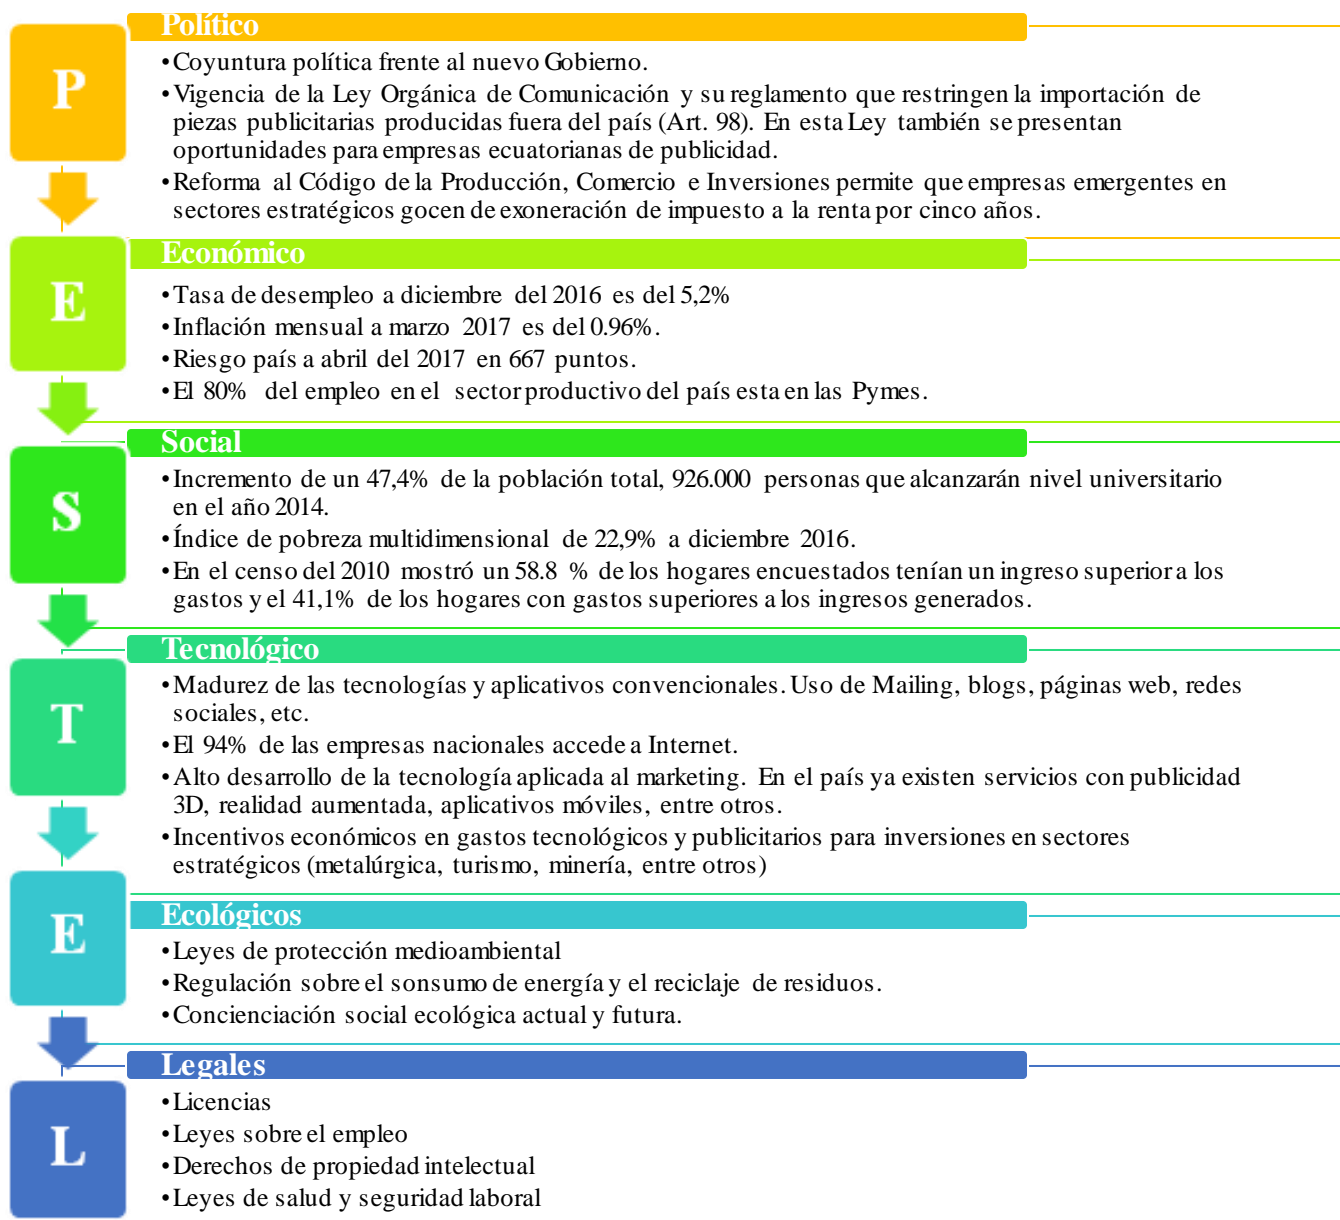 Político
P
•Coyuntura política frente al nuevo Gobierno.
•Vigencia de la Ley Orgánica de Comunicación y su reglamento que restringen la importación de
piezas publicitarias producidas fuera del país (Art. 98). En esta Ley también se presentan
oportunidades para empresas ecuatorianas de publicidad.
•Reforma al Código de la Producción, Comercio e Inversiones permite que empresas emergentes en
sectores estratégicos gocen de exoneración de impuesto a la renta por cinco años.
Económico
E
•Tasa de desempleo a diciembre del 2016 es del 5,2%
•Inflación mensual a marzo 2017 es del 0.96%.
•Riesgo país a abril del 2017 en 667 puntos.
•El 80% del empleo en el sector productivo del país esta en las Pymes.
Social
S
•Incremento de un 47,4% de la población total, 926.000 personas que alcanzarán nivel universitario
en el año 2014.
•Índice de pobreza multidimensional de 22,9% a diciembre 2016.
•En el censo del 2010 mostró un 58.8 % de los hogares encuestados tenían un ingreso superior a los
gastos y el 41,1% de los hogares con gastos superiores a los ingresos generados.
Tecnológico
T
•Madurez de las tecnologías y aplicativos convencionales. Uso de Mailing, blogs, páginas web, redes
sociales, etc.
•El 94% de las empresas nacionales accede a Internet.
•Alto desarrollo de la tecnología aplicada al marketing. En el país ya existen servicios con publicidad
3D, realidad aumentada, aplicativos móviles, entre otros.
•Incentivos económicos en gastos tecnológicos y publicitarios para inversiones en sectores
estratégicos (metalúrgica, turismo, minería, entre otros)
Ecológicos
E
•Leyes de protección medioambiental
•Regulación sobre el sonsumo de energía y el reciclaje de residuos.
•Concienciación social ecológica actual y futura.
Legales
L
•Licencias
•Leyes sobre el empleo
•Derechos de propiedad intelectual
•Leyes de salud y seguridad laboral